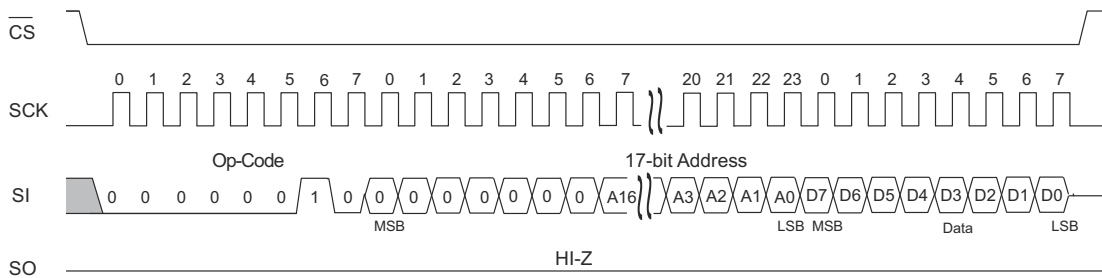 CS
SCK 0 1 2 3 4 5 6 7 0 1 2 3 4 5 6 7 20 21 22 23 0 1 2 3 4 5 6 7
Op-Code 17-bit Address
SI 0 0 0 0 0 0 1 0 0 0 0 0 0 0 0 A16 A3 A2 A1 A0 D7 D6 D5 D4 D3 D2 D1 D0
MSB LSB MSB Data LSB
SO HI-Z